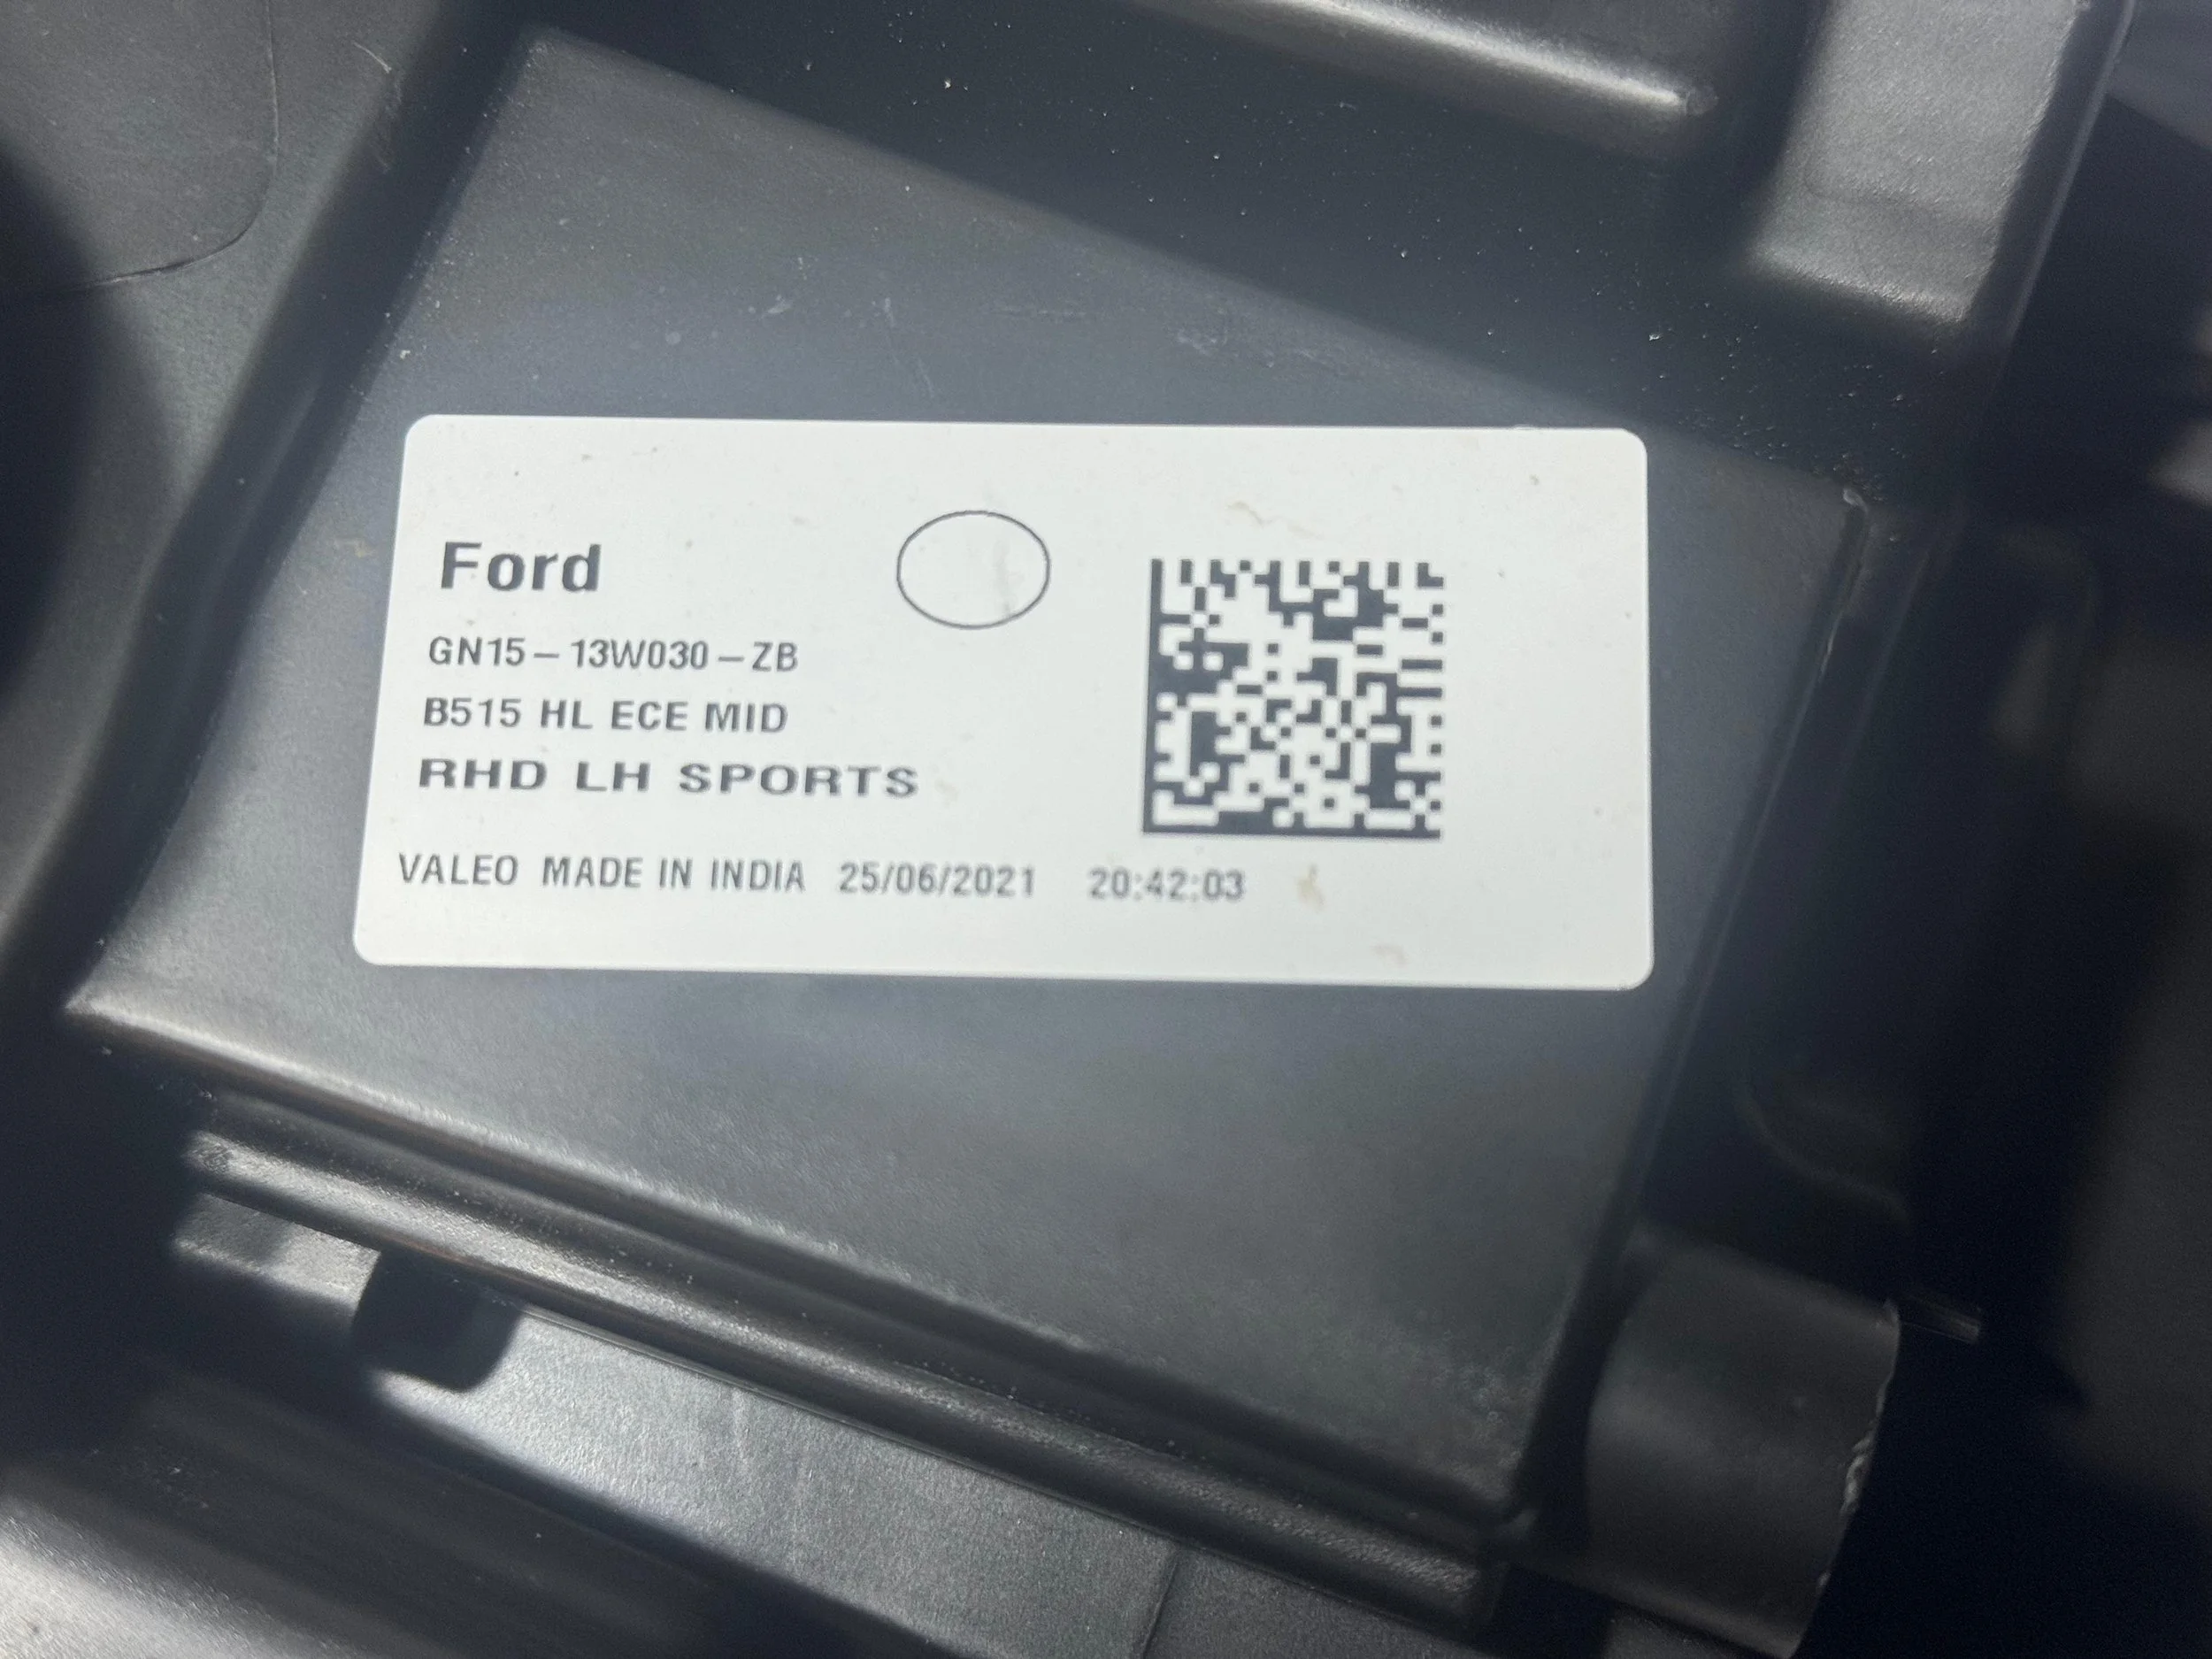 Ford
GN15-13W030-ZB
B515 HL ECE MID
RHD LH SPORTS
VALEO MADE IN INDIA 25/06/2021 20:42:03